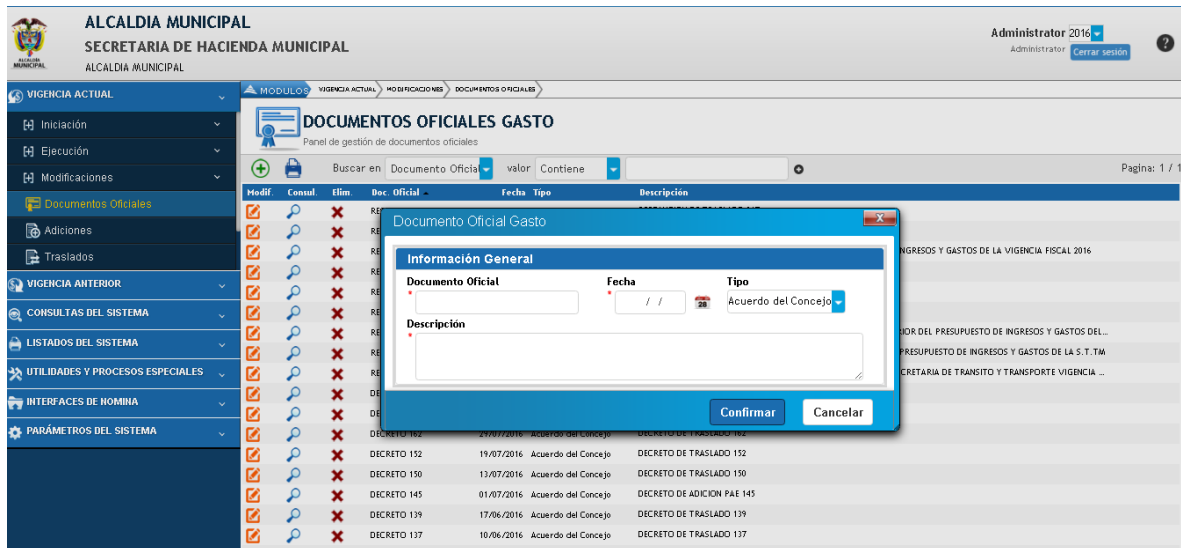 ALCALDIA MUNICIPAL
SECRETARIA DE HACIENDA MUNICIPAL
ALCALDIA MUNICIPAL
ALCALDIA
MUNICIPAL
Administrator 2016
Administrator Cerrar sesión
?
VIGENCIA ACTUAL
Iniciación
Ejecución
Modificaciones
Documentos Oficiales
Adiciones
Traslados
VIGENCIA ANTERIOR
CONSULTAS DEL SISTEMA
LISTADOS DEL SISTEMA
UTILIDADES Y PROCESOS ESPECIALES
INTERFACES DE NOMINA
PARÁMETROS DEL SISTEMA
MODULOS VIGENCIA ACTUAL MODIFICACIONES DOCUMENTOS OFICIALES
DOCUMENTOS OFICIALES GASTO
Panel de gestión de documentos oficiales
Buscar en Documento Oficial valor Contiene Pagina: 1 / 1
Modif. Consul. Elim. Doc. Oficial Fecha Tipo Descripción
NGRESOS Y GASTOS DE LA VIGENCIA FISCAL 2016
IOR DEL PRESUPUESTO DE INGRESOS Y GASTOS DEL...
PRESUPUESTO DE INGRESOS Y GASTOS DE LA S.T.TM
CRETARIA DE TRANSITO Y TRANSPORTE VIGENCIA ...
Documento Oficial Gasto
X
Información General
Documento Oficial Fecha Tipo
* * / / 28 Acuerdo del Concejo
Descripción
*
Confirmar Cancelar
DECRETO 162 29/07/2016 Acuerdo del Concejo DECRETO DE TRASLADO 162
DECRETO 152 19/07/2016 Acuerdo del Concejo DECRETO DE TRASLADO 152
DECRETO 150 13/07/2016 Acuerdo del Concejo DECRETO DE TRASLADO 150
DECRETO 145 01/07/2016 Acuerdo del Concejo DECRETO DE ADICION PAE 145
DECRETO 139 17/06/2016 Acuerdo del Concejo DECRETO DE TRASLADO 139
DECRETO 137 10/06/2016 Acuerdo del Concejo DECRETO DE TRASLADO 137